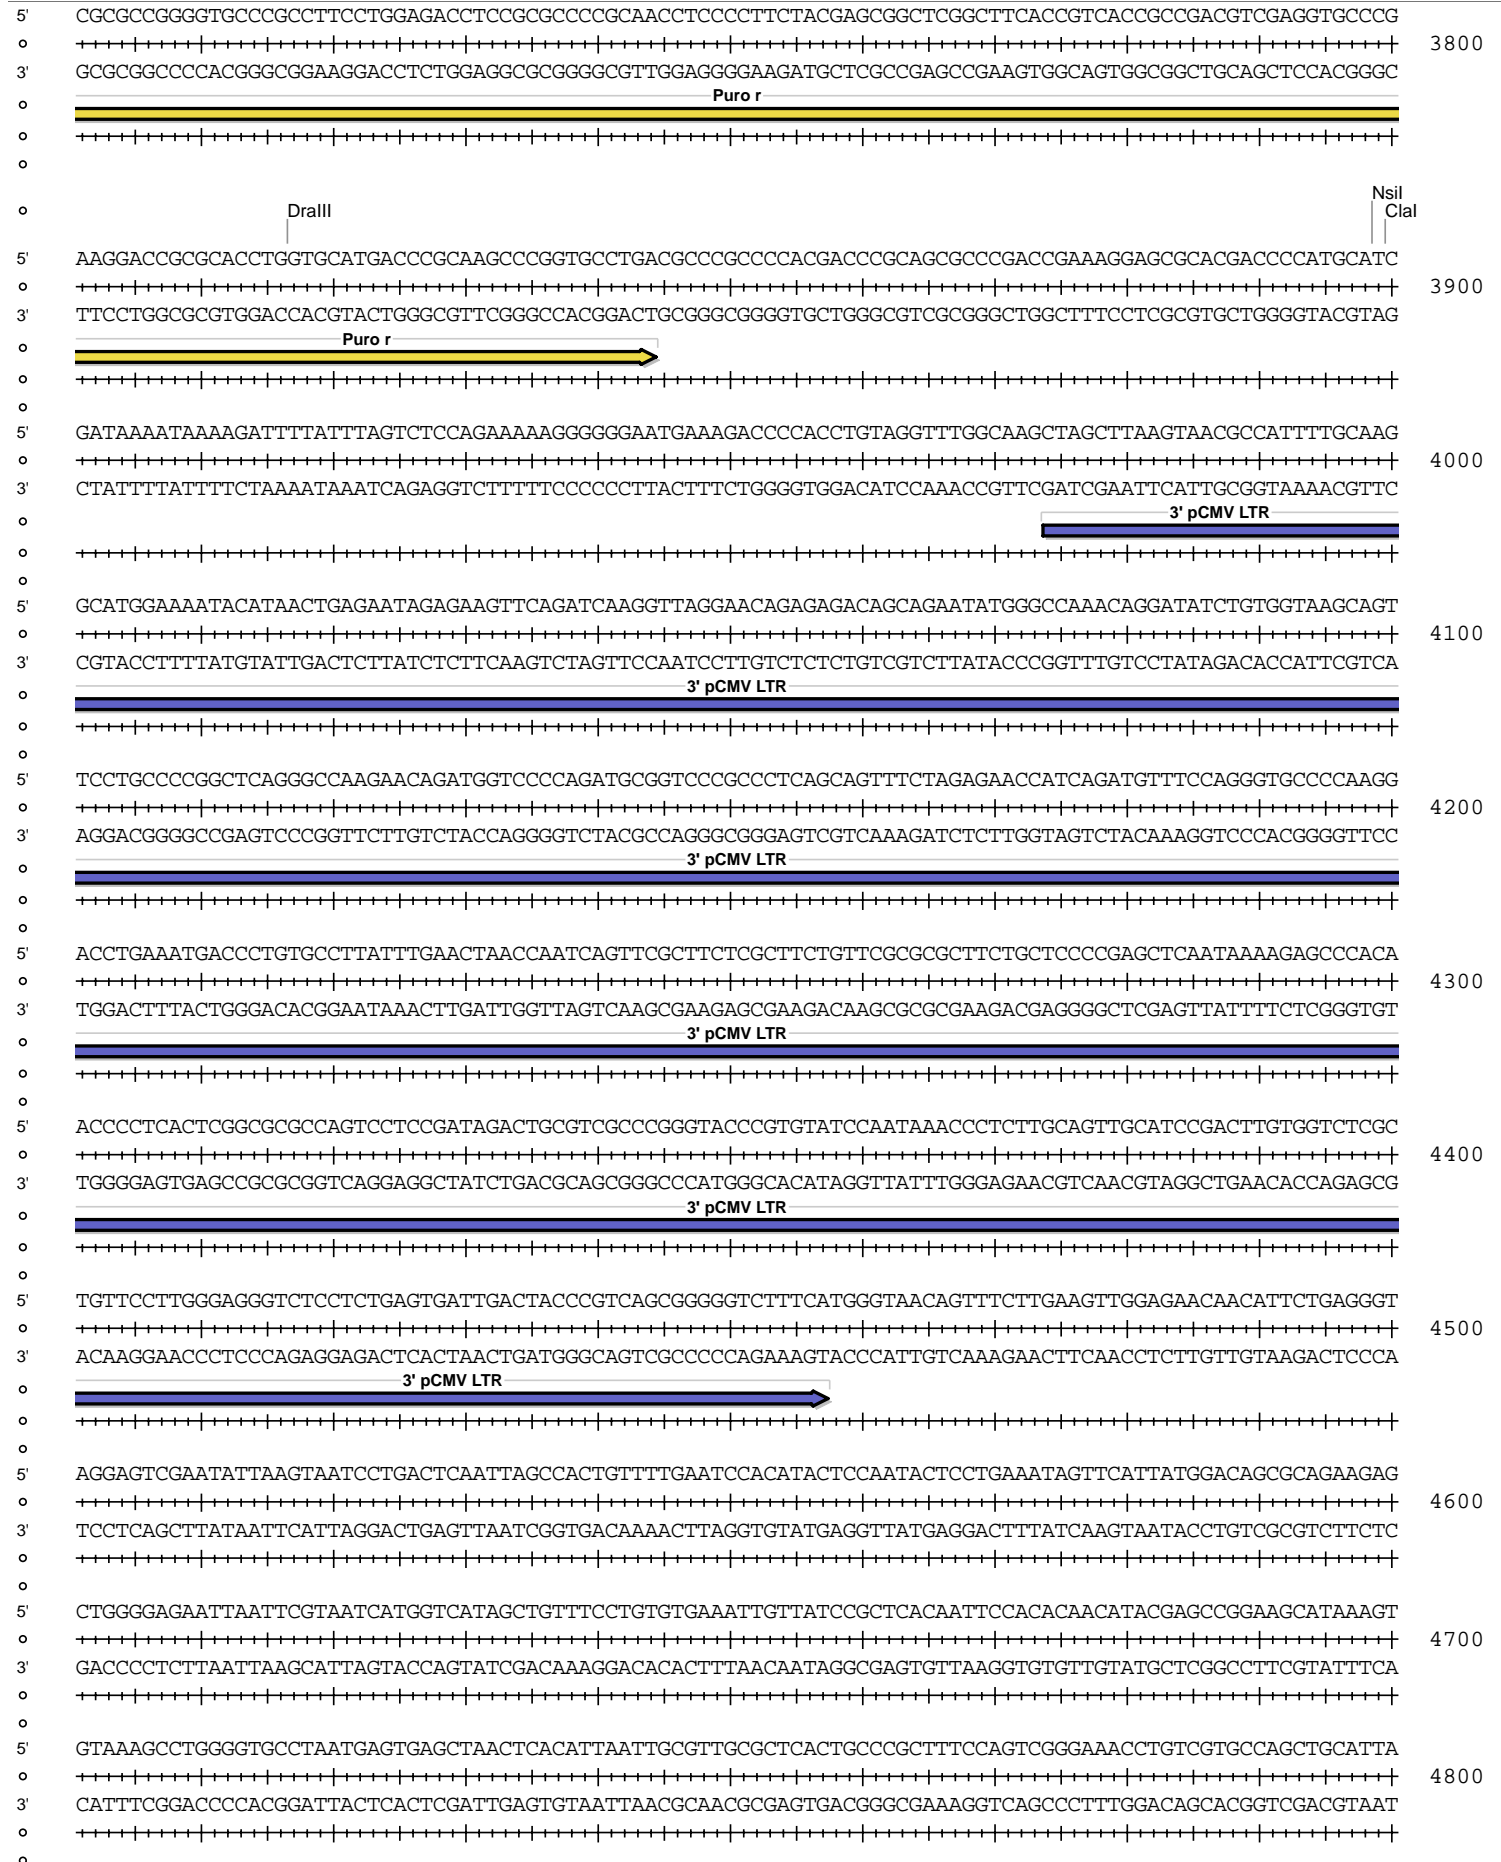 5' CGCGCCGGGGTGCCCGCCTTCCTGGAGACCTCCGCGCCCCGCAACCTCCCCTTCTACGAGCGGCTCGGCTTCACCGTCACCGCCGACGTCGAGGTGCCCG
3800
3' GCGCGGCCCCACGGGCGGAAGGACCTCTGGAGGCGCGGGGCGTTGGAGGGGAAGATGCTCGCCGAGCCGAAGTGGCAGTGGCGGCTGCAGCTCCACGGGC
Puro r
NsiI
DraIII ClaI
5' AAGGACCGCGCACCTGGTGCATGACCCGCAAGCCCGGTGCCTGACGCCCGCCCCACGACCCGCAGCGCCCGACCGAAAGGAGCGCACGACCCCATGCATC
3900
3' TTCCTGGCGCGTGGACCACGTACTGGGCGTTCGGGCCACGGACTGCGGGCGGGGTGCTGGGCGTCGCGGGCTGGCTTTCCTCGCGTGCTGGGGTACGTAG
Puro r
5' GATAAAATAAAAGATTTTATTTAGTCTCCAGAAAAAGGGGGGAATGAAAGACCCCACCTGTAGGTTTGGCAAGCTAGCTTAAGTAACGCCATTTTGCAAG
4000
3' CTATTTTATTTTCTAAAATAAATCAGAGGTCTTTTTCCCCCCTTACTTTCTGGGGTGGACATCCAAACCGTTCGATCGAATTCATTGCGGTAAAACGTTC
3' pCMV LTR
5' GCATGGAAAATACATAACTGAGAATAGAGAAGTTCAGATCAAGGTTAGGAACAGAGAGACAGCAGAATATGGGCCAAACAGGATATCTGTGGTAAGCAGT
4100
3' CGTACCTTTTATGTATTGACTCTTATCTCTTCAAGTCTAGTTCCAATCCTTGTCTCTCTGTCGTCTTATACCCGGTTTGTCCTATAGACACCATTCGTCA
3' pCMV LTR
5' TCCTGCCCCGGCTCAGGGCCAAGAACAGATGGTCCCCAGATGCGGTCCCGCCCTCAGCAGTTTCTAGAGAACCATCAGATGTTTCCAGGGTGCCCCAAGG
4200
3' AGGACGGGGCCGAGTCCCGGTTCTTGTCTACCAGGGGTCTACGCCAGGGCGGGAGTCGTCAAAGATCTCTTGGTAGTCTACAAAGGTCCCACGGGGTTCC
3' pCMV LTR
5' ACCTGAAATGACCCTGTGCCTTATTTGAACTAACCAATCAGTTCGCTTCTCGCTTCTGTTCGCGCGCTTCTGCTCCCCGAGCTCAATAAAAGAGCCCACA
4300
3' TGGACTTTACTGGGACACGGAATAAACTTGATTGGTTAGTCAAGCGAAGAGCGAAGACAAGCGCGCGAAGACGAGGGGCTCGAGTTATTTTCTCGGGTGT
3' pCMV LTR
5' ACCCCTCACTCGGCGCGCCAGTCCTCCGATAGACTGCGTCGCCCGGGTACCCGTGTATCCAATAAACCCTCTTGCAGTTGCATCCGACTTGTGGTCTCGC
4400
3' TGGGGAGTGAGCCGCGCGGTCAGGAGGCTATCTGACGCAGCGGGCCCATGGGCACATAGGTTATTTGGGAGAACGTCAACGTAGGCTGAACACCAGAGCG
3' pCMV LTR
5' TGTTCCTTGGGAGGGTCTCCTCTGAGTGATTGACTACCCGTCAGCGGGGGTCTTTCATGGGTAACAGTTTCTTGAAGTTGGAGAACAACATTCTGAGGGT
4500
3' ACAAGGAACCCTCCCAGAGGAGACTCACTAACTGATGGGCAGTCGCCCCCAGAAAGTACCCATTGTCAAAGAACTTCAACCTCTTGTTGTAAGACTCCCA
3' pCMV LTR
5' AGGAGTCGAATATTAAGTAATCCTGACTCAATTAGCCACTGTTTTGAATCCACATACTCCAATACTCCTGAAATAGTTCATTATGGACAGCGCAGAAGAG
4600
3' TCCTCAGCTTATAATTCATTAGGACTGAGTTAATCGGTGACAAAACTTAGGTGTATGAGGTTATGAGGACTTTATCAAGTAATACCTGTCGCGTCTTCTC
5' CTGGGGAGAATTAATTCGTAATCATGGTCATAGCTGTTTCCTGTGTGAAATTGTTATCCGCTCACAATTCCACACAACATACGAGCCGGAAGCATAAAGT
4700
3' GACCCCTCTTAATTAAGCATTAGTACCAGTATCGACAAAGGACACACTTTAACAATAGGCGAGTGTTAAGGTGTGTTGTATGCTCGGCCTTCGTATTTCA
5' GTAAAGCCTGGGGTGCCTAATGAGTGAGCTAACTCACATTAATTGCGTTGCGCTCACTGCCCGCTTTCCAGTCGGGAAACCTGTCGTGCCAGCTGCATTA
4800
3' CATTTCGGACCCCACGGATTACTCACTCGATTGAGTGTAATTAACGCAACGCGAGTGACGGGCGAAAGGTCAGCCCTTTGGACAGCACGGTCGACGTAAT